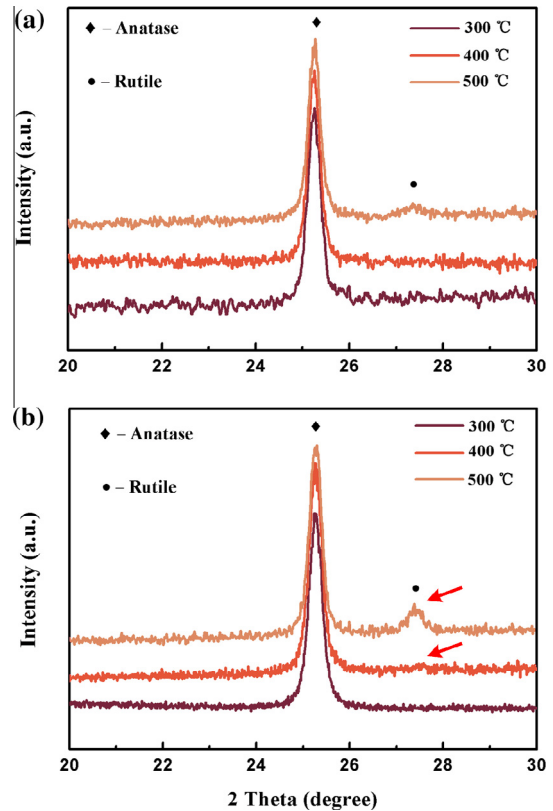 (a)
◆ – Anatase
● – Rutile
300 ℃
400 ℃
500 ℃
Intensity (a.u.)
20 22 24 26 28 30
(b)
◆ – Anatase
● – Rutile
300 ℃
400 ℃
500 ℃
Intensity (a.u.)
20 22 24 26 28 30
2 Theta (degree)